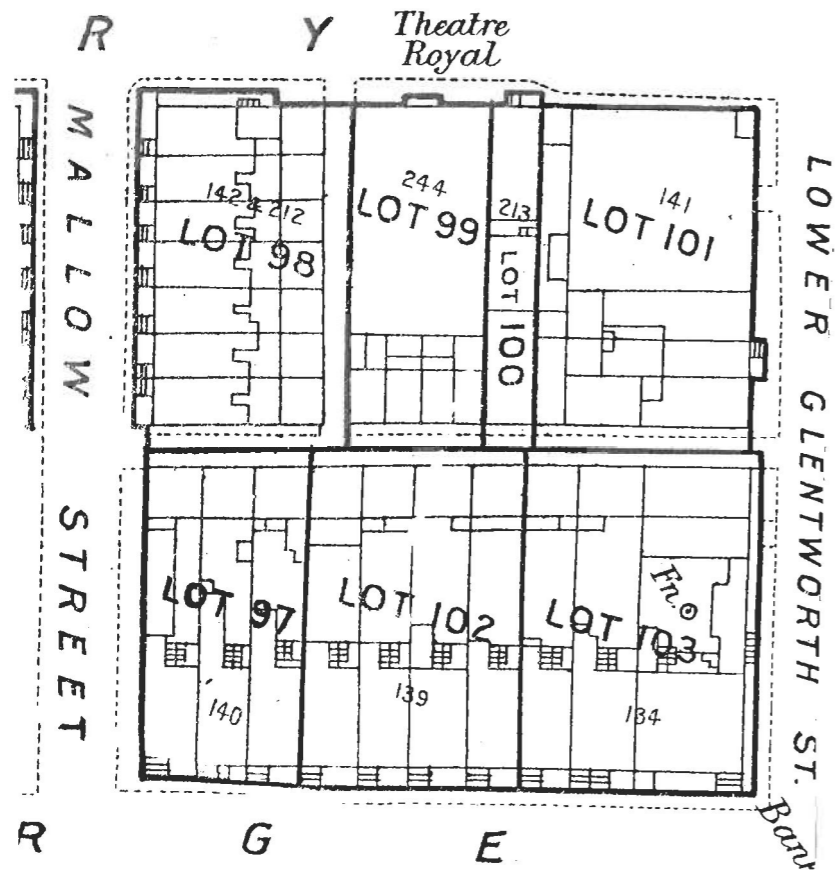 R Y
Theatre
Royal
MALLOW STREET
142 & 212
LOT 98
244
LOT 99
213
LOT 100
141
LOT 101
LOWER GLENTWORTH ST.
LOT 97
140
LOT 102
139
Fn.
LOT 103
134
R G E